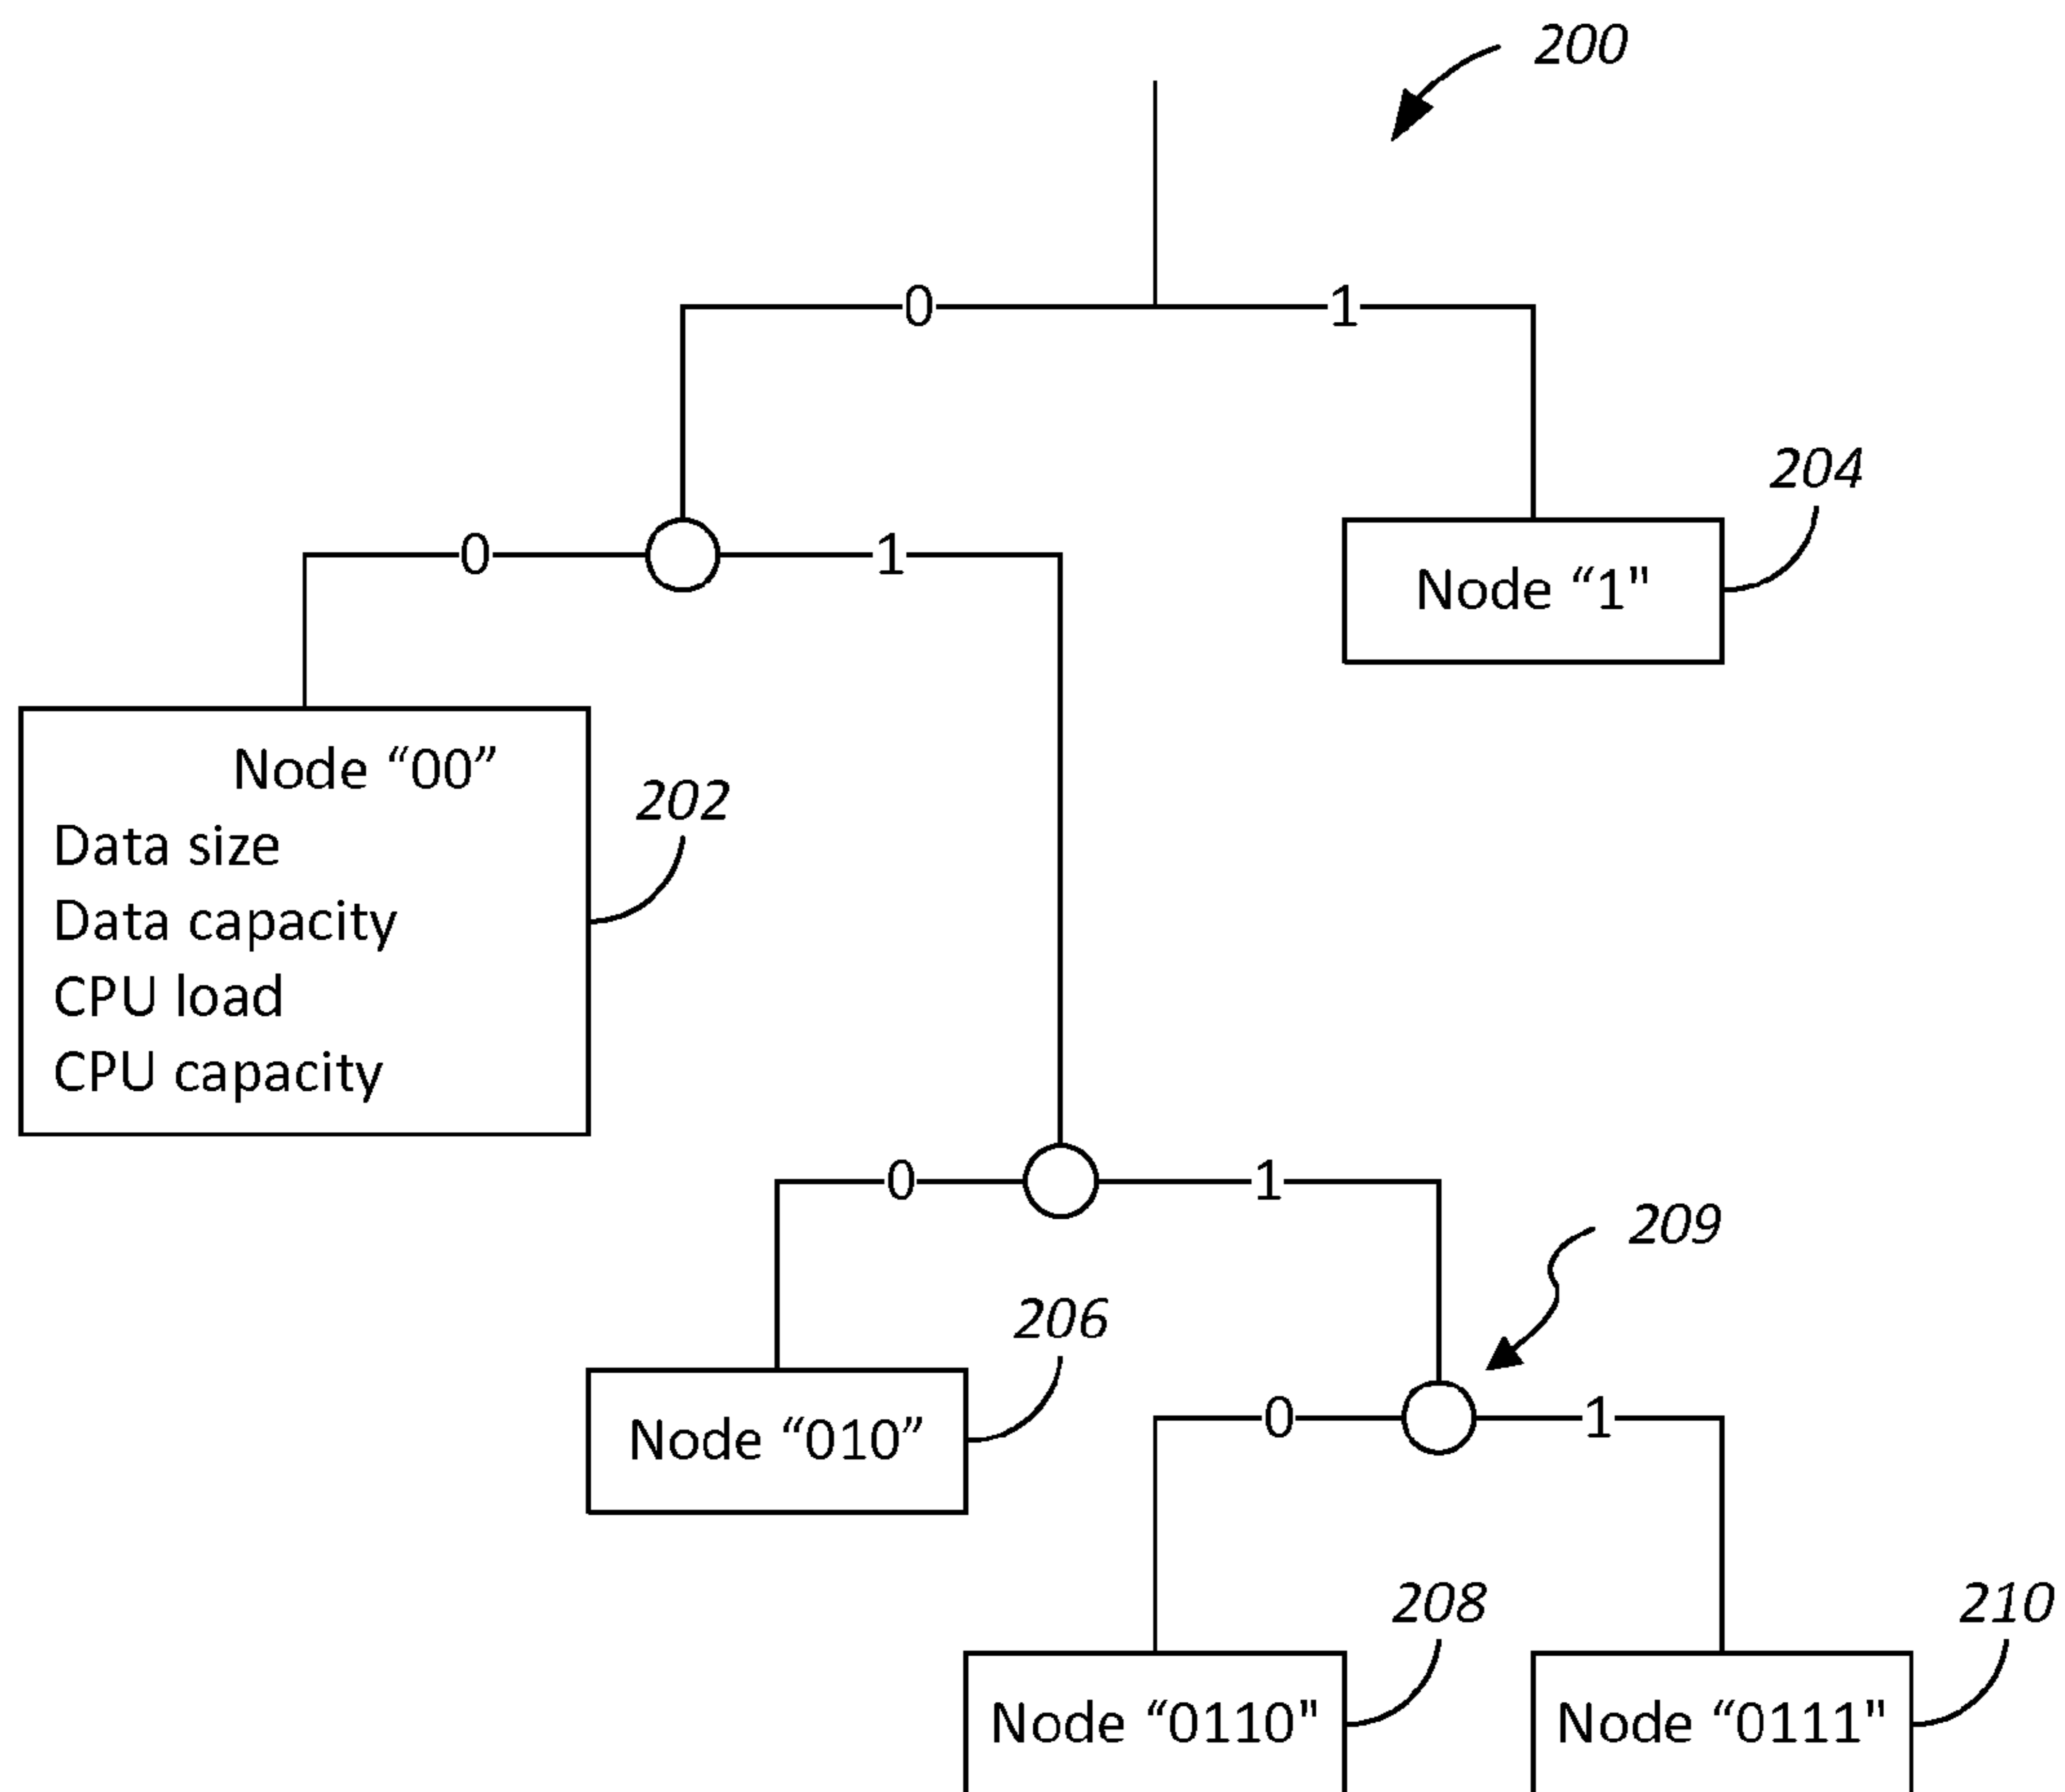 200
0
1
204
0
1
Node “1"
Node “00”
202
Data size
Data capacity
CPU load
CPU capacity
0
1
209
206
0
1
Node “010”
208
210
Node “0110"
Node “0111"